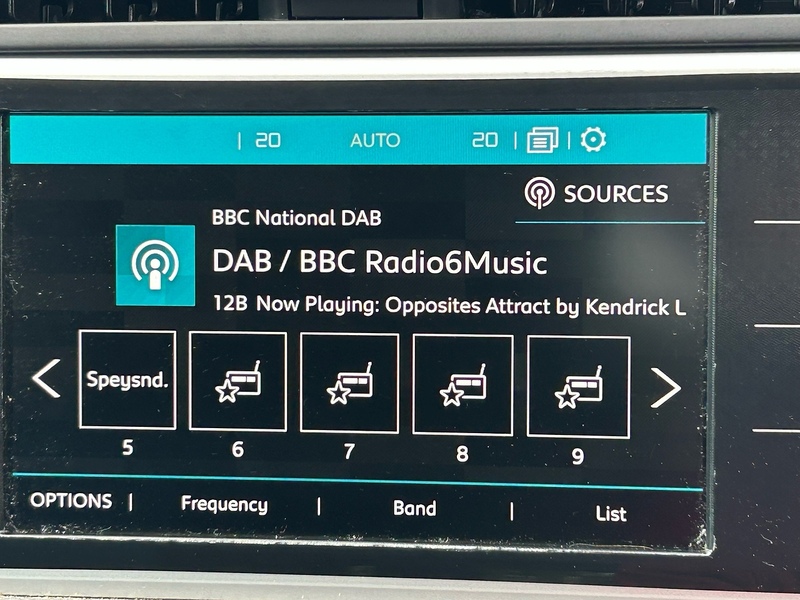 | 20 AUTO 20 | |
SOURCES
BBC National DAB
DAB / BBC Radio6Music
12B Now Playing: Opposites Attract by Kendrick L
Speysnd.
5 6 7 8 9
OPTIONS | Frequency | Band | List